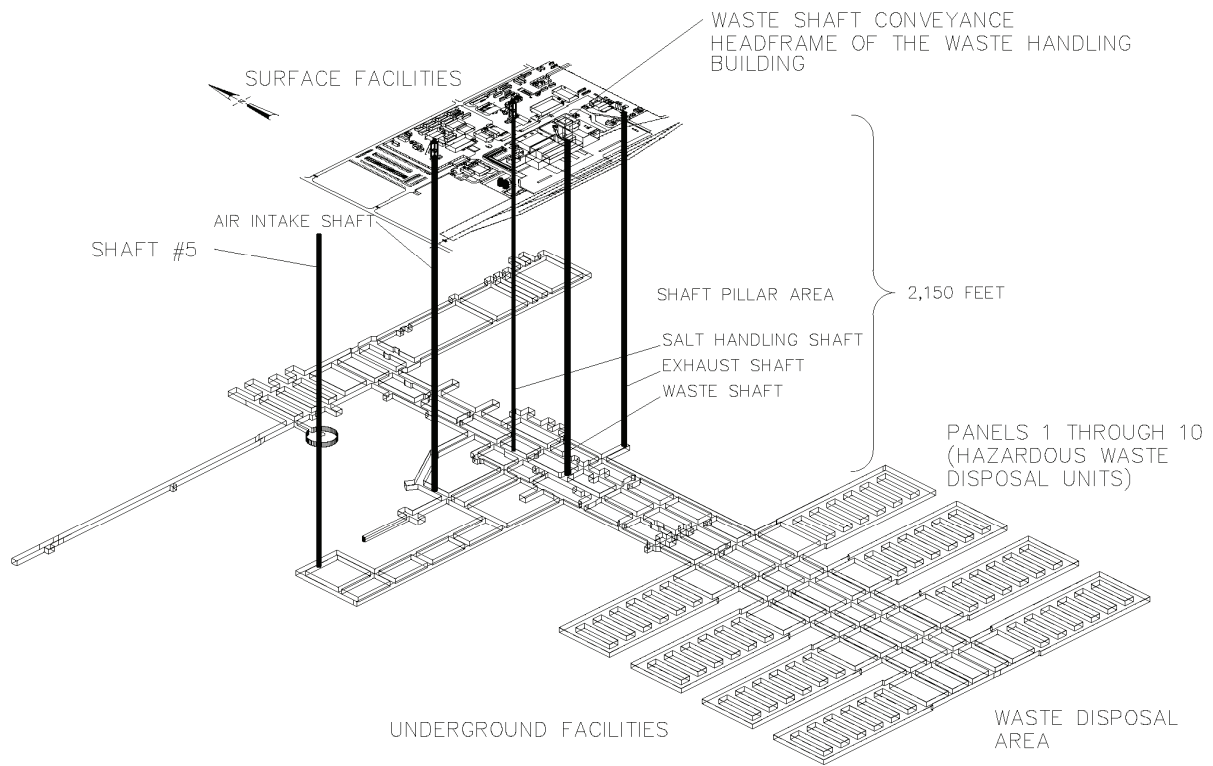 WASTE SHAFT CONVEYANCE
HEADFRAME OF THE WASTE HANDLING
BUILDING
SURFACE FACILITIES
AIR INTAKE SHAFT
SHAFT #5
SHAFT PILLAR AREA
2,150 FEET
SALT HANDLING SHAFT
EXHAUST SHAFT
WASTE SHAFT
PANELS 1 THROUGH 10
(HAZARDOUS WASTE
DISPOSAL UNITS)
UNDERGROUND FACILITIES
WASTE DISPOSAL
AREA